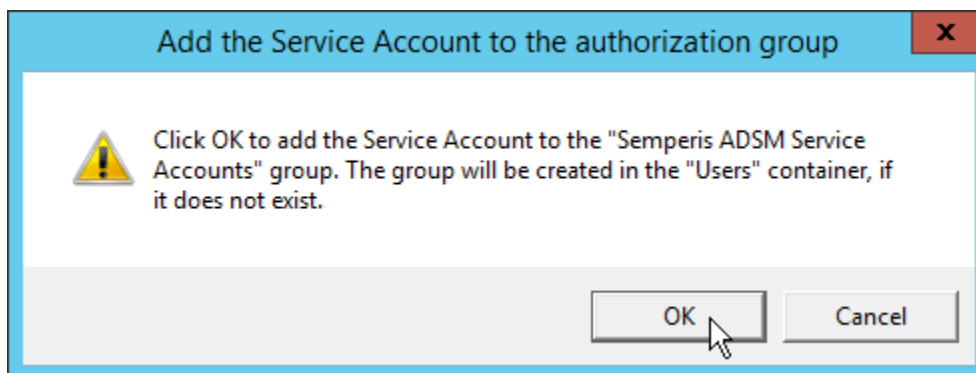 Add the Service Account to the authorization group
x
Click OK to add the Service Account to the "Semperis ADSM Service
Accounts" group. The group will be created in the "Users" container, if
it does not exist.
OK
Cancel